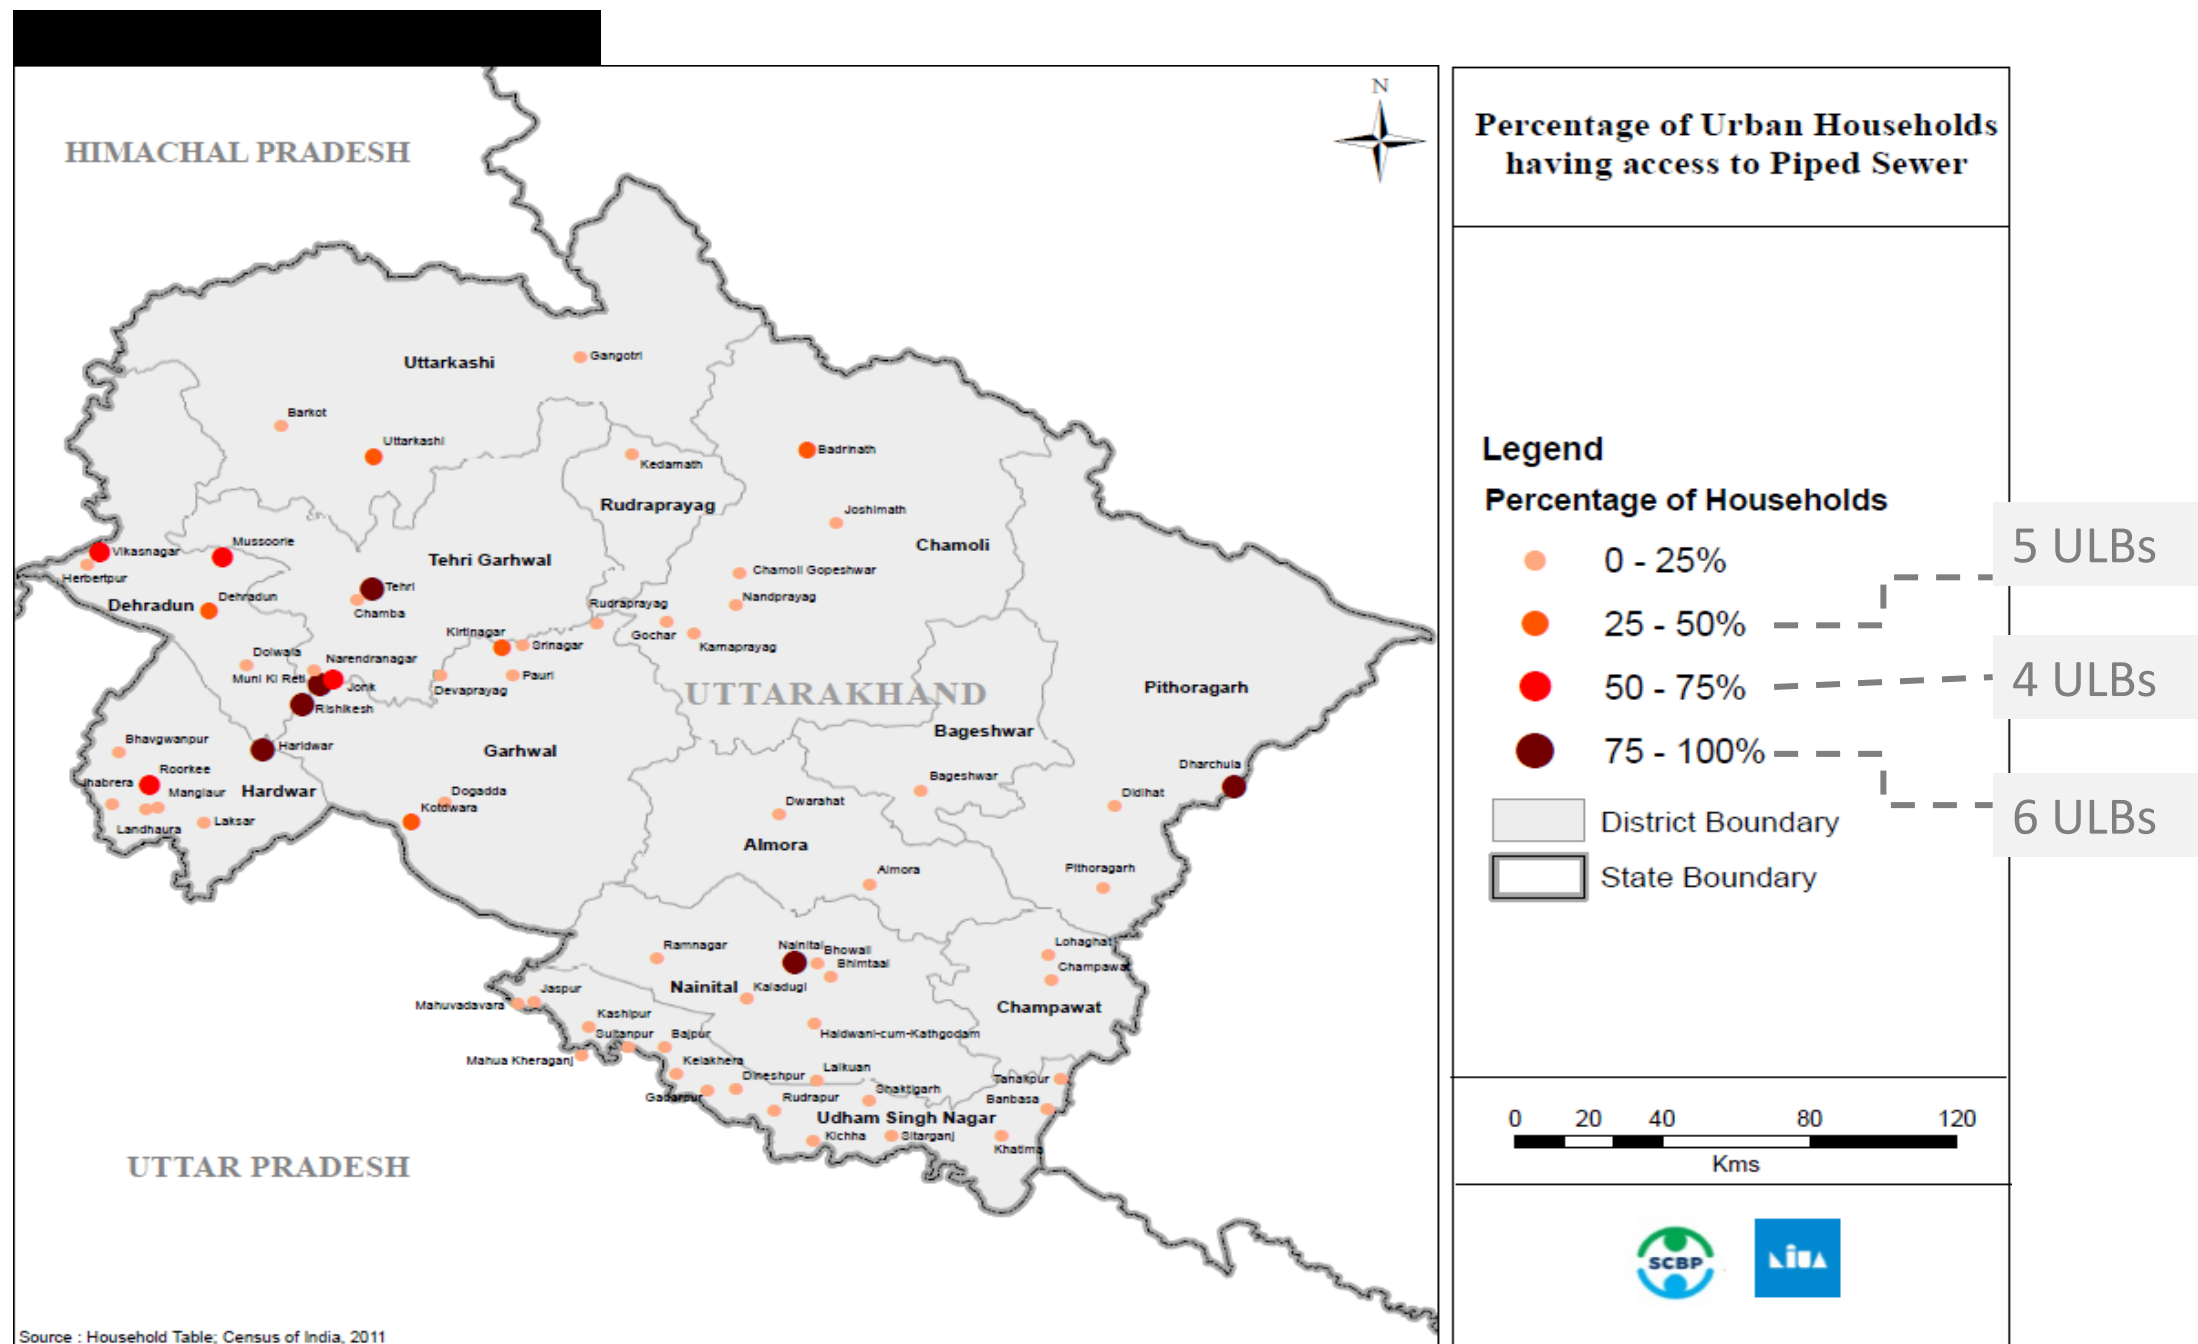 HIMACHAL PRADESH
N
Uttarkashi
Gangotri
Barkot
Uttarkashi
Badrinath
Kedarnath
Rudraprayag
Joshimath
Chamoli
Vikasnagar
Mussoorie
Herbertpur
Tehri Garhwal
Chamoli Gopeshwar
Tehri
Dehradun
Dehradun
Chamba
Rudraprayag
Nandprayag
Kirtinagar
Srinagar
Gochar
Karnaprayag
Doiwala
Narendranagar
Muni Ki Reti
Jonk
Devaprayag
Pauri
UTTARAKHAND
Pithoragarh
Rishikesh
Bhavgwanpur
Haridwar
Garhwal
Bageshwar
Roorkee
Jhabrera
Manglaur
Hardwar
Dogadda
Kotdwara
Landhaura
Laksar
Dharchula
Bageshwar
Didihat
Dwarahat
Almora
Almora
Pithoragarh
Ramnagar
Nainital
Bhowali
Bhimtaal
Lohaghat
Champawat
Nainital
Kaladugi
Champawat
Mahuvadavara
Jaspur
Kashipur
Sultanpur
Bajpur
Haldwani-cum-Kathgodam
Mahua Kheraganj
Kelakhera
Dineshpur
Lalkuan
Shaktigarh
Tanakpur
Gadarpur
Rudrapur
Banbasa
Udham Singh Nagar
Kichha
Sitarganj
Khatima
UTTAR PRADESH
Source : Household Table; Census of India, 2011
Percentage of Urban Households
having access to Piped Sewer
Legend
Percentage of Households
0 - 25%
25 - 50%
50 - 75%
75 - 100%
District Boundary
State Boundary
5 ULBs
4 ULBs
6 ULBs
0 20 40 80 120
Kms
SCBP
NIUA